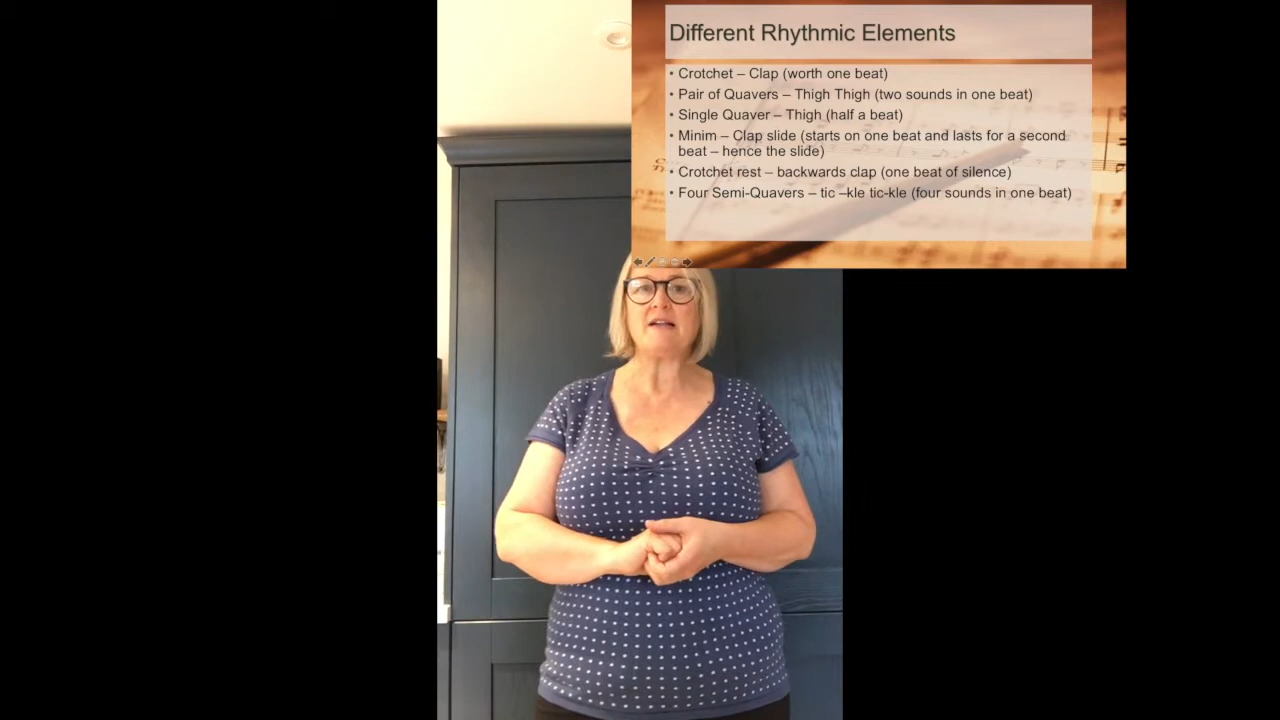 Different Rhythmic Elements
• Crotchet – Clap (worth one beat)
• Pair of Quavers – Thigh Thigh (two sounds in one beat)
• Single Quaver – Thigh (half a beat)
• Minim – Clap slide (starts on one beat and lasts for a second
beat – hence the slide)
• Crotchet rest – backwards clap (one beat of silence)
• Four Semi-Quavers – tic –kle tic-kle (four sounds in one beat)